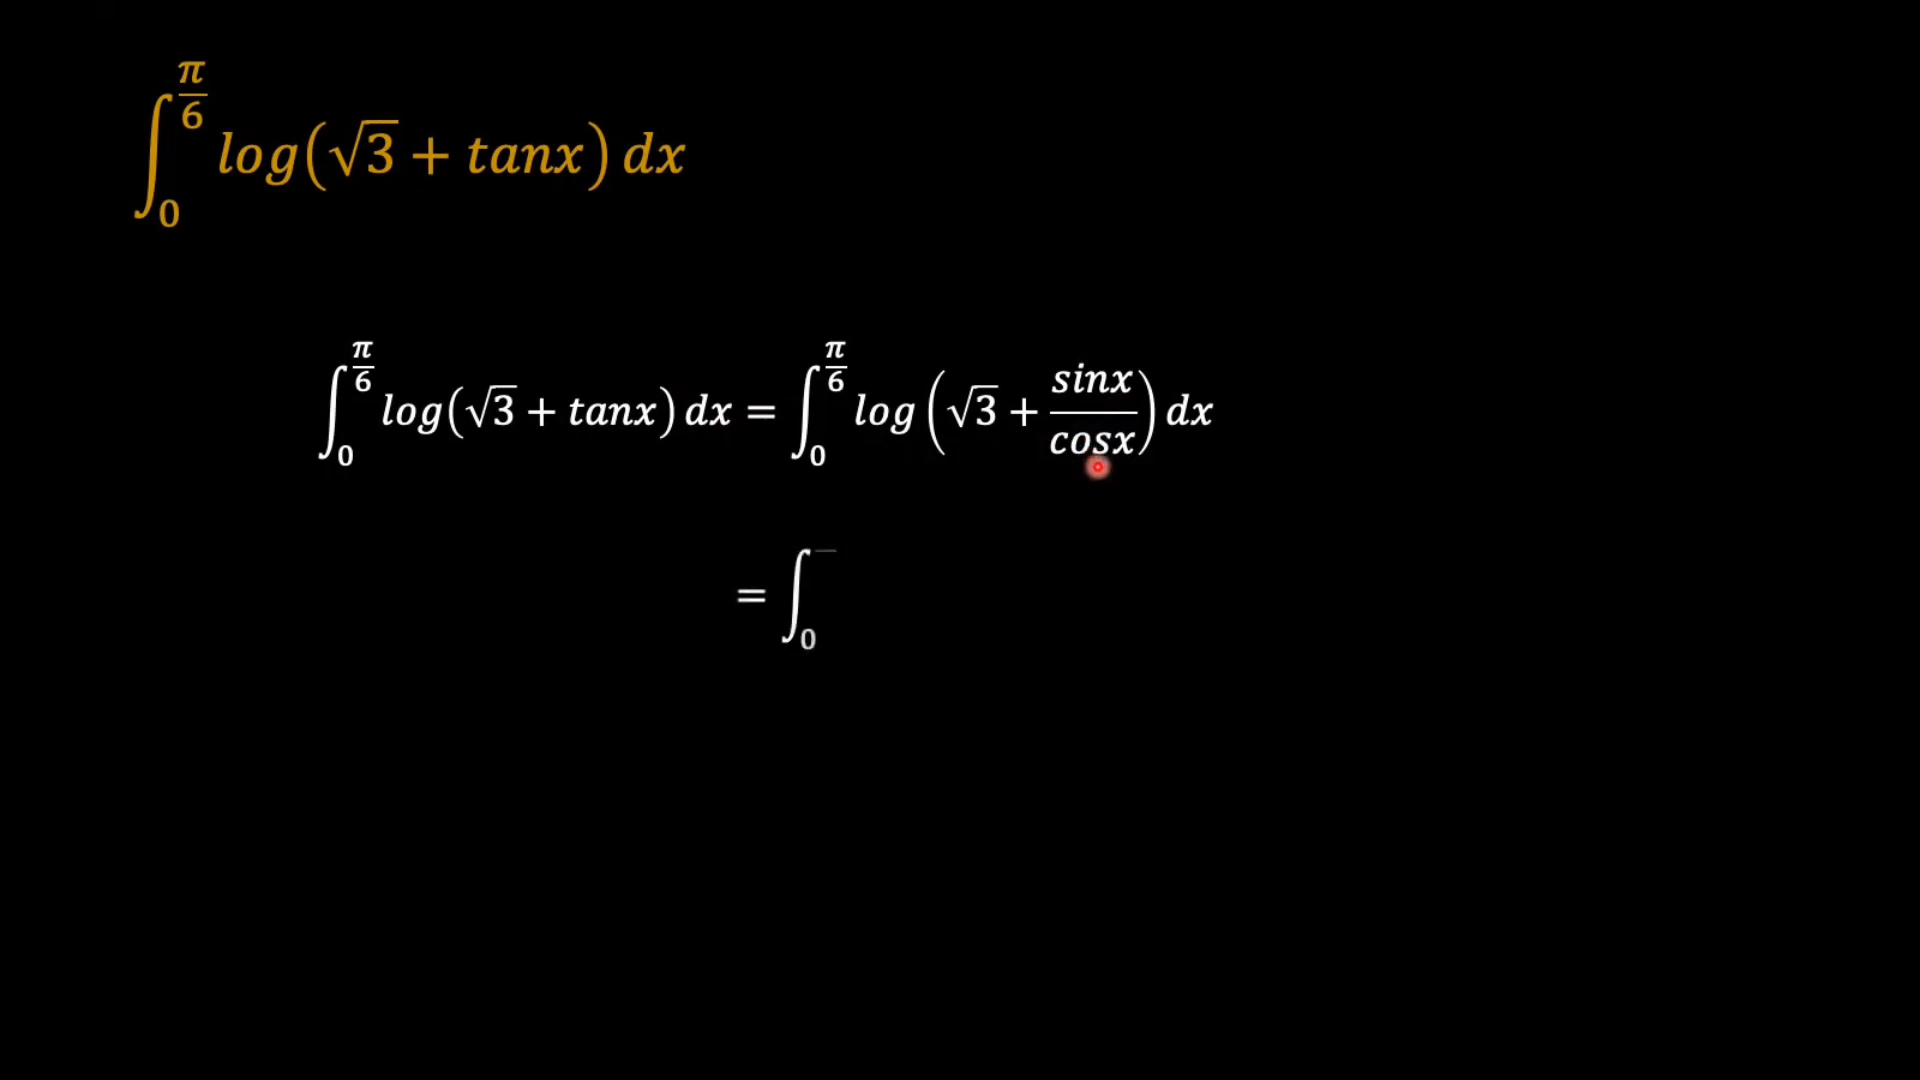 ∫₀^(π/6) log(√3 + tanx) dx
∫₀^(π/6) log(√3 + tanx) dx = ∫₀^(π/6) log(√3 + sinx/cosx) dx
= ∫₀